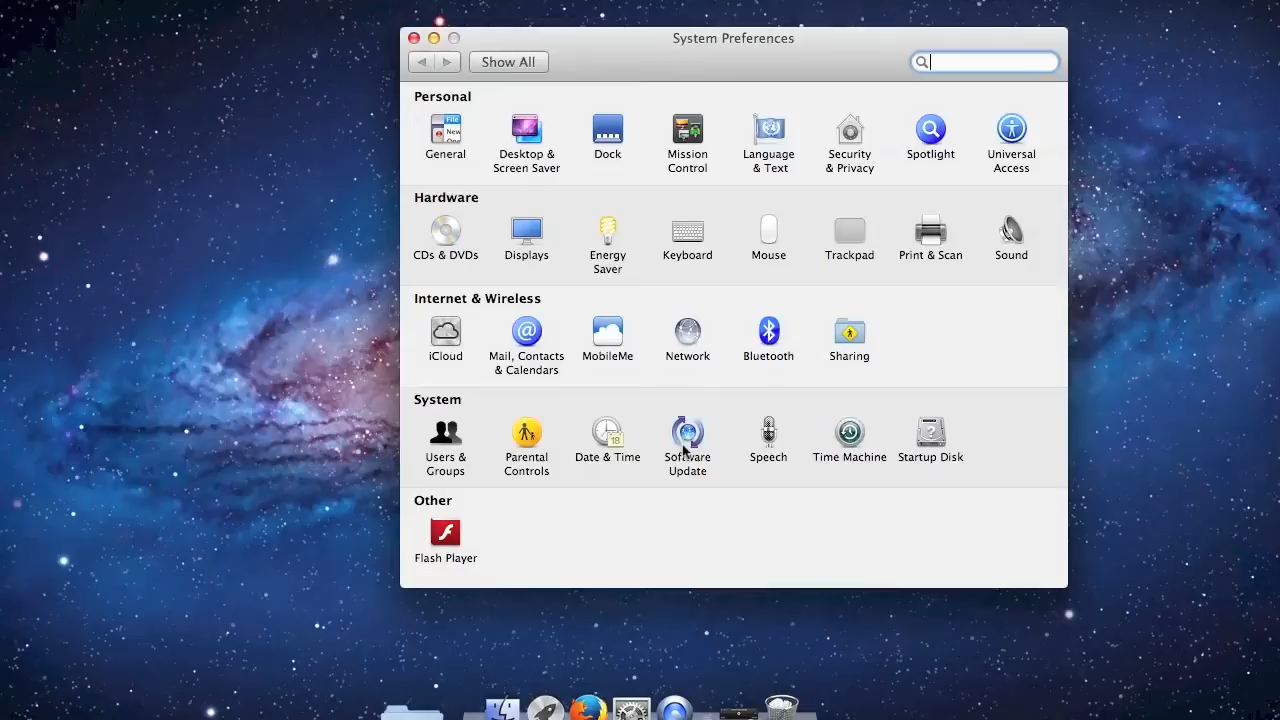 System Preferences
Show All
Personal
General
Desktop &
Screen Saver
Dock
Mission
Control
Language
& Text
Security
& Privacy
Spotlight
Universal
Access
Hardware
CDs & DVDs
Displays
Energy
Saver
Keyboard
Mouse
Trackpad
Print & Scan
Sound
Internet & Wireless
iCloud
Mail, Contacts
& Calendars
MobileMe
Network
Bluetooth
Sharing
System
Users &
Groups
Parental
Controls
Date & Time
18
Software
Update
Speech
Time Machine
Startup Disk
Other
Flash Player